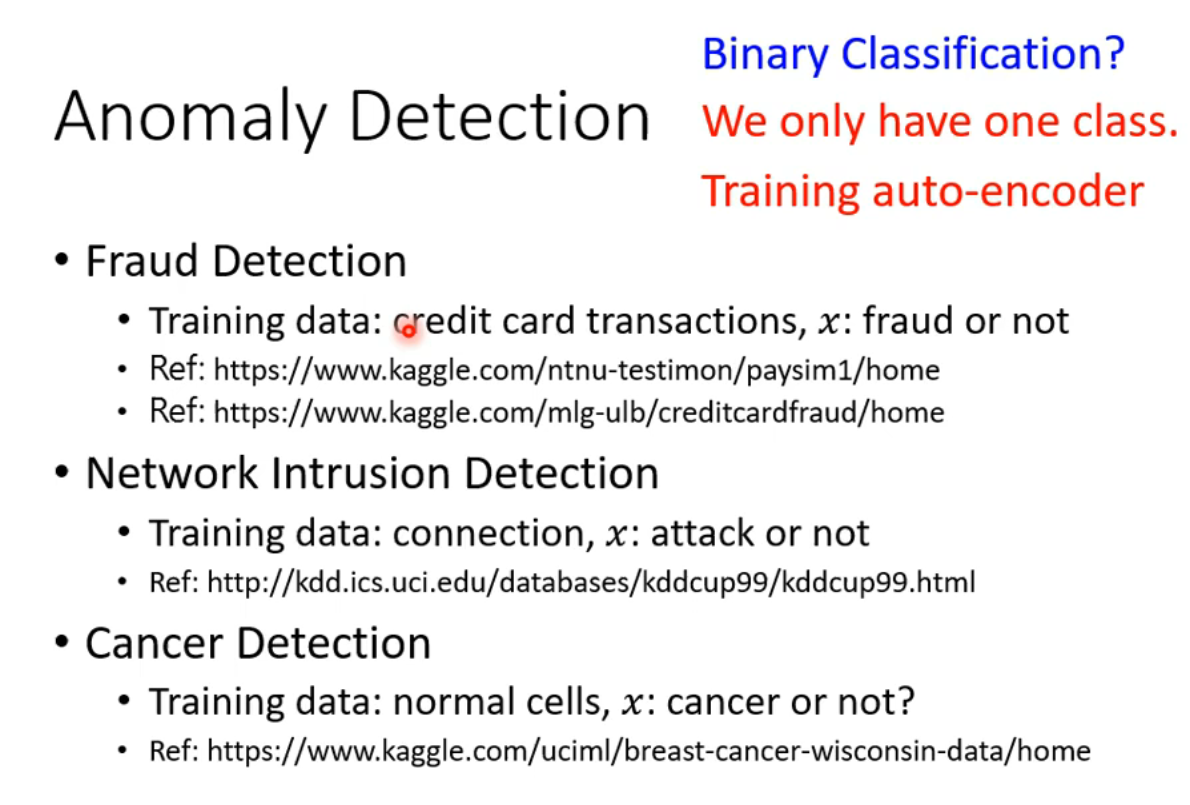 Binary Classification?
Anomaly Detection
We only have one class.
Training auto-encoder
• Fraud Detection
• Training data: credit card transactions, x: fraud or not
• Ref: https://www.kaggle.com/ntnu-testimon/paysim1/home
• Ref: https://www.kaggle.com/mlg-ulb/creditcardfraud/home
• Network Intrusion Detection
• Training data: connection, x: attack or not
• Ref: http://kdd.ics.uci.edu/databases/kddcup99/kddcup99.html
• Cancer Detection
• Training data: normal cells, x: cancer or not?
• Ref: https://www.kaggle.com/uciml/breast-cancer-wisconsin-data/home